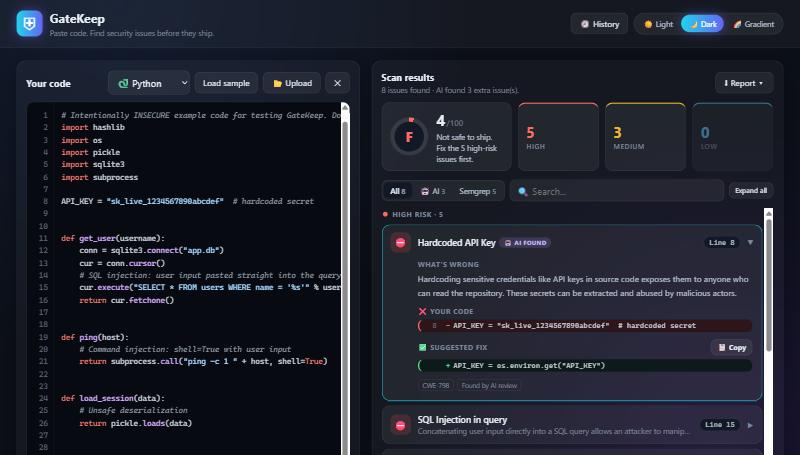 GateKeep
Paste code. Find security issues before they ship.
History
Light
Dark
Gradient
Your code
Python
Load sample
Upload
1 # Intentionally INSECURE example code for testing GateKeep. Do
2 import hashlib
3 import os
4 import pickle
5 import sqlite3
6 import subprocess
7
8 API_KEY = "sk_live_1234567890abcdef"  # hardcoded secret
9
10
11 def get_user(username):
12 conn = sqlite3.connect("app.db")
13 cur = conn.cursor()
14 # SQL injection: user input pasted straight into the query
15 cur.execute("SELECT * FROM users WHERE name = '%s'" % user
16 return cur.fetchone()
17
18
19 def ping(host):
20 # Command injection: shell=True with user input
21 return subprocess.call("ping -c 1 " + host, shell=True)
22
23
24 def load_session(data):
25 # Unsafe deserialization
26 return pickle.loads(data)
27
28
Scan results
8 issues found · AI found 3 extra issue(s).
Report
F
4 /100
Not safe to ship.
Fix the 5 high-risk
issues first.
5
HIGH
3
MEDIUM
0
LOW
All 8
AI 3
Semgrep 5
Search...
Expand all
HIGH RISK · 5
Hardcoded API Key
AI FOUND
Line 8
WHAT'S WRONG
Hardcoding sensitive credentials like API keys in source code exposes them to anyone who
can read the repository. These secrets can be extracted and abused by malicious actors.
YOUR CODE
8 - API_KEY = "sk_live_1234567890abcdef"  # hardcoded secret
SUGGESTED FIX
Copy
+ API_KEY = os.environ.get("API_KEY")
CWE-798
Found by AI review
SQL Injection in query
Line 15
Concatenating user input directly into a SQL query allows an attacker to manip...